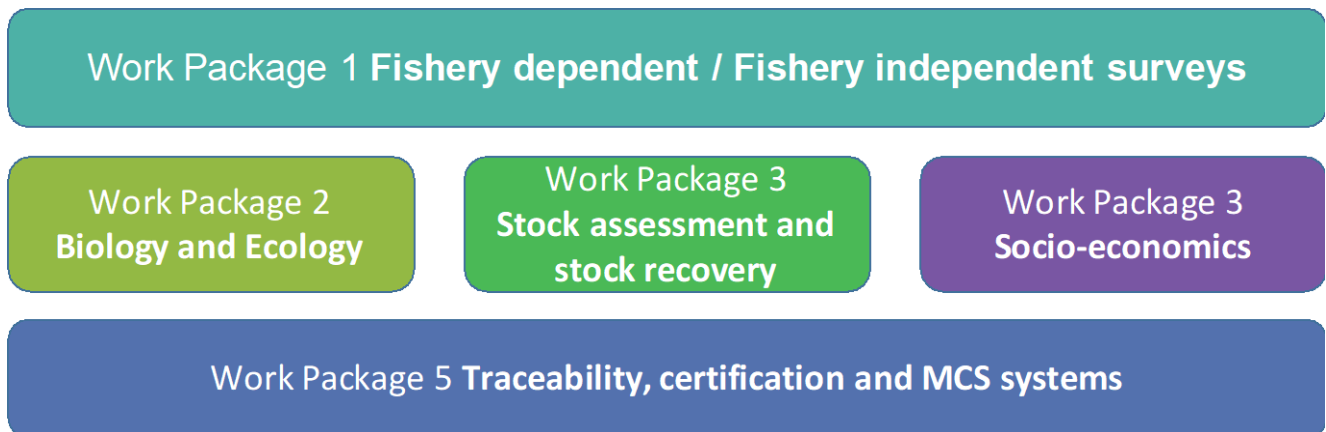 Work Package 1 Fishery dependent / Fishery independent surveys
Work Package 2
Biology and Ecology
Work Package 3
Stock assessment and
stock recovery
Work Package 3
Socio-economics
Work Package 5 Traceability, certification and MCS systems